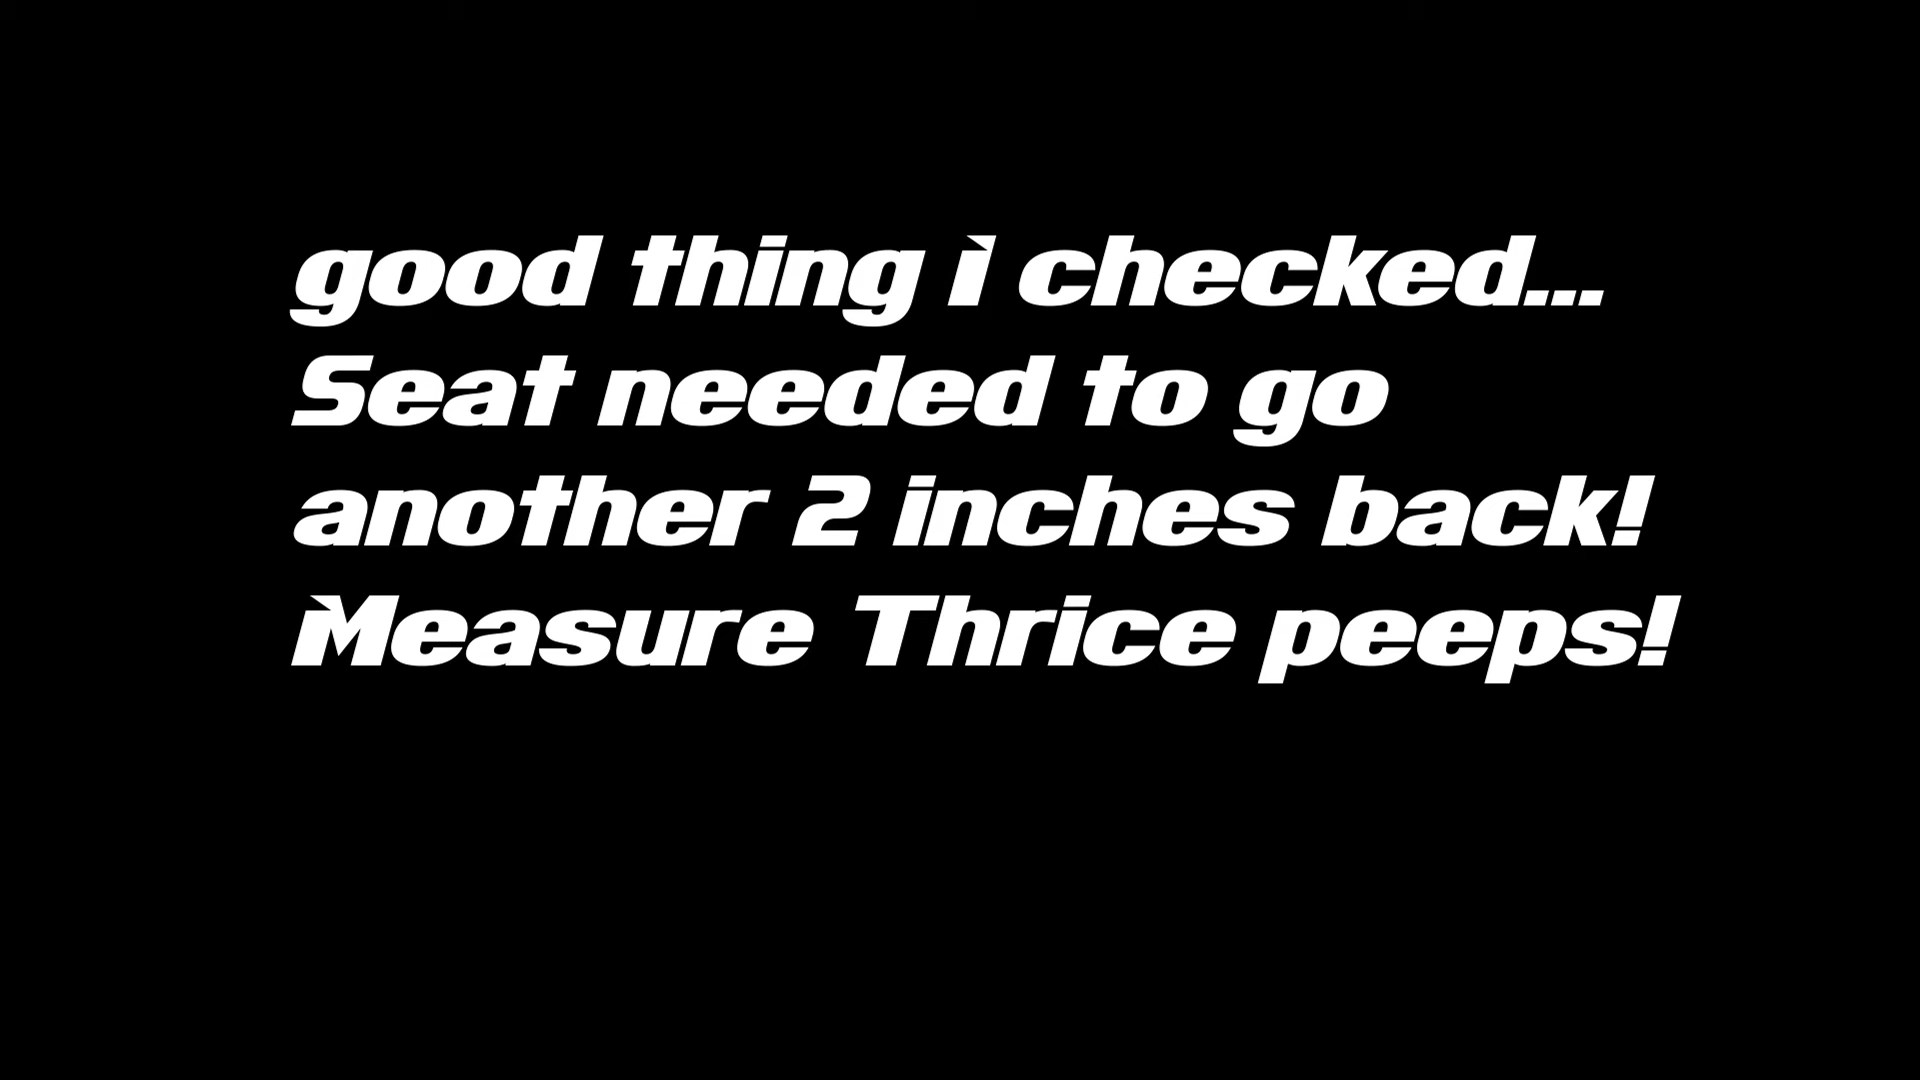 good thing I checked...
Seat needed to go
another 2 inches back!
Measure Thrice peeps!